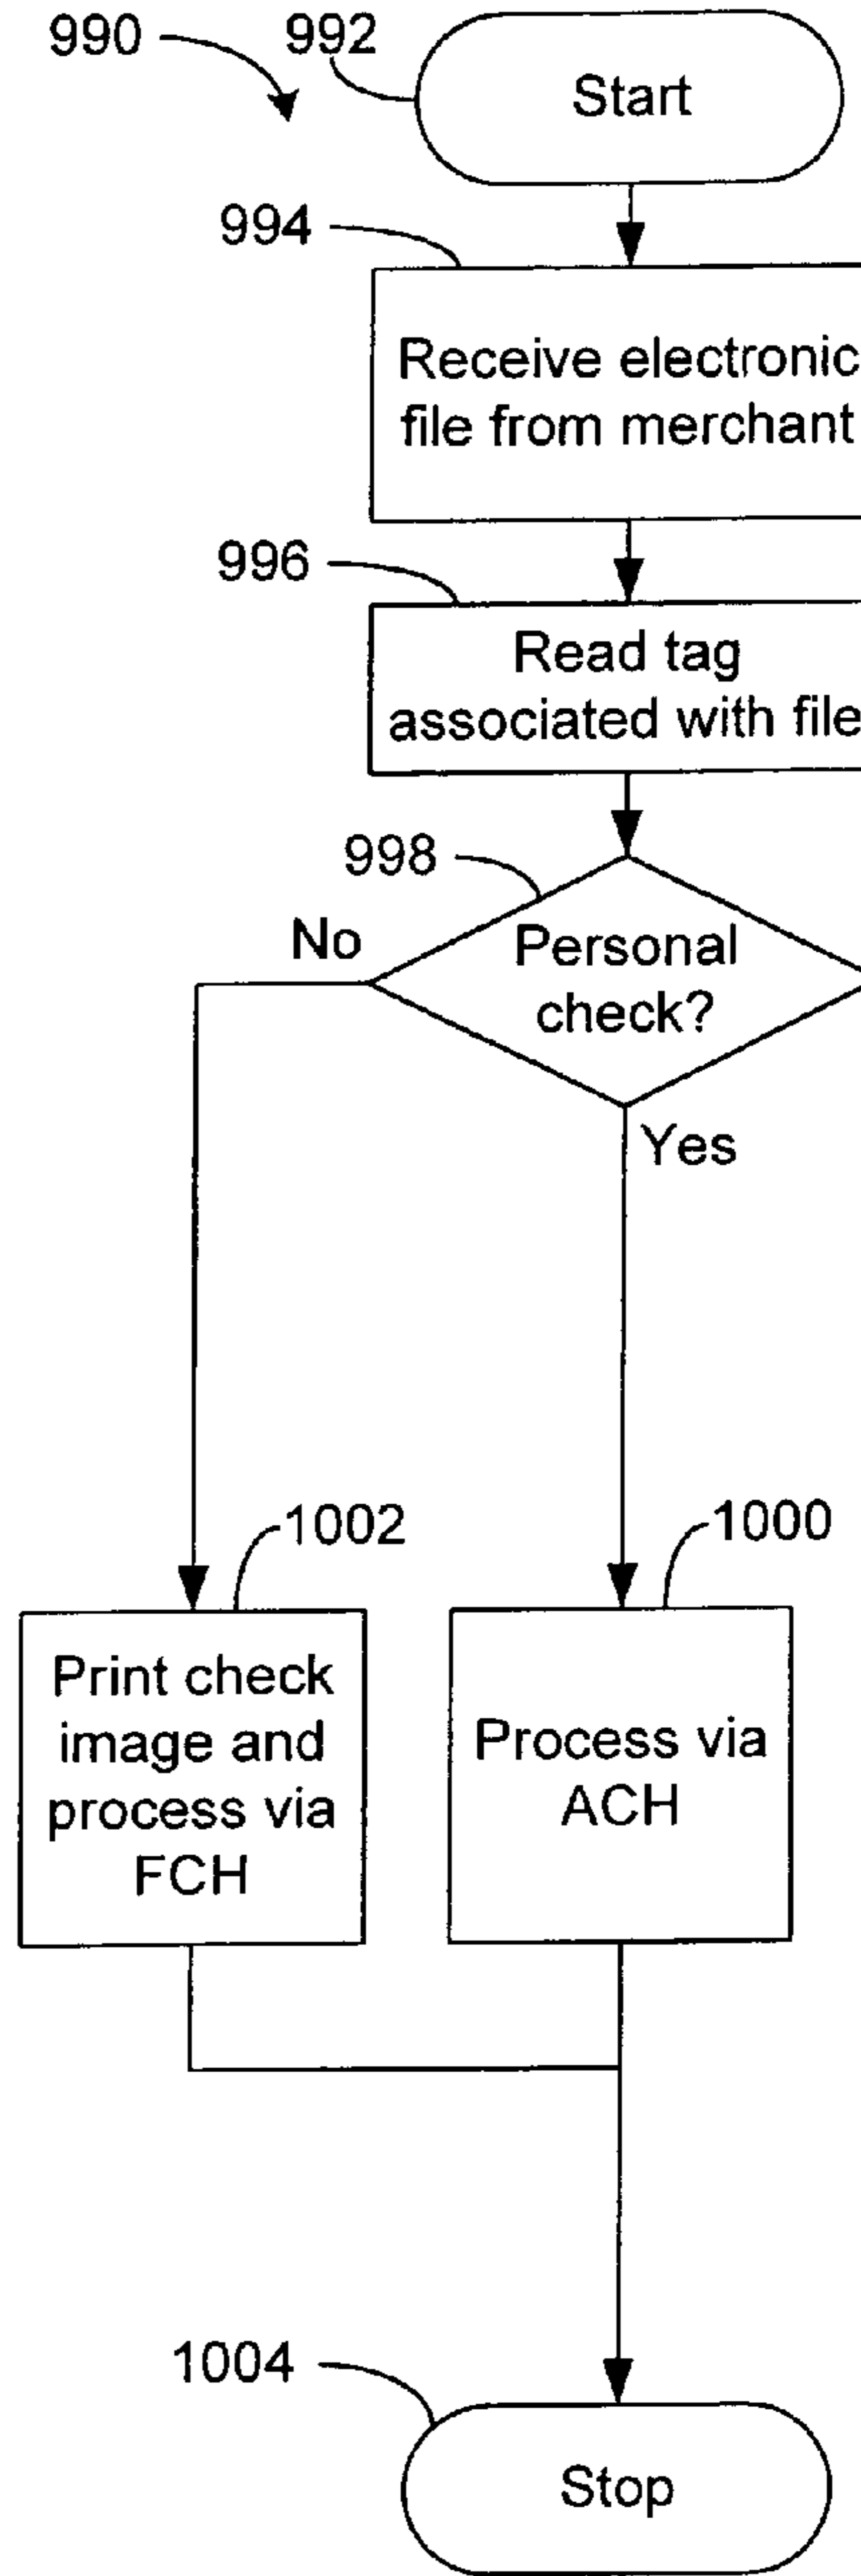 990
992
Start
994
Receive electronic
file from merchant
996
Read tag
associated with file
998
No
Personal
check?
Yes
1002
1000
Print check
image and
process via
FCH
Process via
ACH
1004
Stop